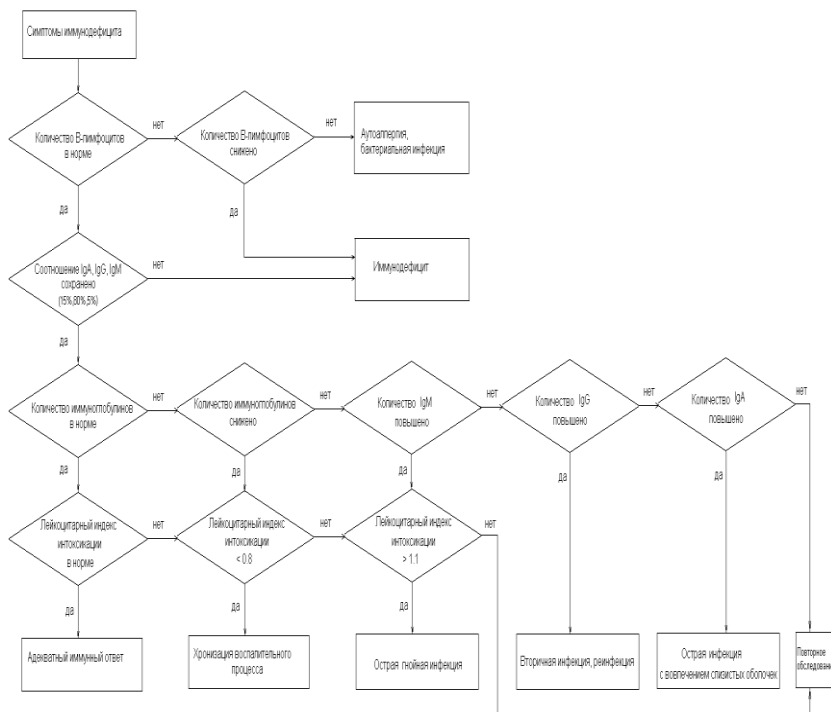 Симптомы иммунодефицита
Количество В-лимфоцитов
в норме
нет
Количество В-лимфоцитов
снижено
нет
Аутоаллергия,
бактериальная инфекция
да
да
Соотношение IgA, IgG, IgM
сохранено
(15%,80%,5%)
нет
Иммунодефицит
да
Количество иммуноглобулинов
в норме
нет
Количество иммуноглобулинов
снижено
нет
Количество IgM
повышено
нет
Количество IgG
повышено
нет
Количество IgA
повышено
нет
да
да
да
да
да
Лейкоцитарный индекс
интоксикации
в норме
нет
Лейкоцитарный индекс
интоксикации
< 0.8
нет
Лейкоцитарный индекс
интоксикации
> 1.1
нет
да
да
да
Адекватный иммунный ответ
Хронизация воспалительного
процесса
Острая гнойная инфекция
Вторичная инфекция, реинфекция
Острая инфекция
с вовлечением слизистых оболочек
Повторное
обследовани